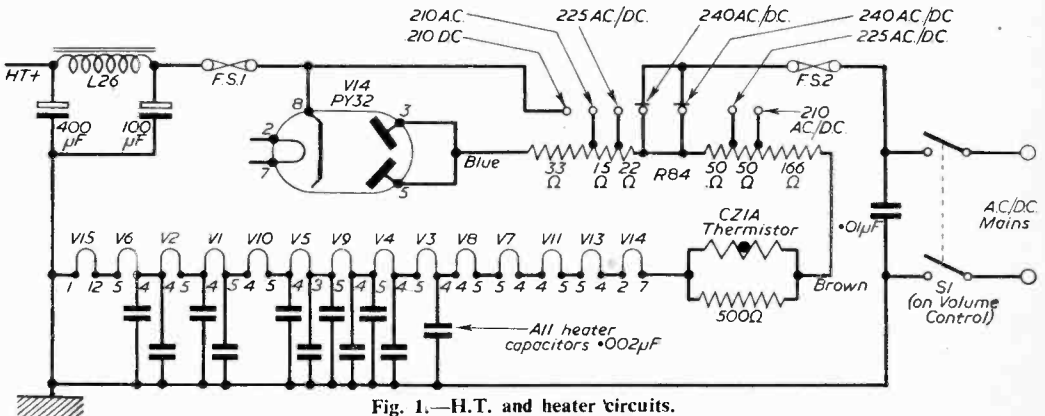 210 A.C.
210 DC
225 AC/DC.
240 AC/DC.
240 AC/DC
225 A.C./D.C.
HT+
L26
F.S.1
V14
PY32
8
3
2
7
5
F.S.2
210
AC/DC.
400
µF
100
µF
Blue
33
Ω
15
Ω
22
Ω
R84
50
Ω
50
Ω
166
Ω
CZ1A
Thermistor
·01µF
A.C./D.C.
Mains
V15 V6 V2 V1 V10 V5 V9 V4 V3 V8 V7 V11 V13 V14
1 12 5 4 4 5 4 5 5 4 5 4 4 3 5 4 5 4 5 4 4 5 5 4 4 5 5 4 2 7
500Ω
Brown
S1
(on Volume
Control)
All heater
capacitors ·002µF
Fig. 1.—H.T. and heater circuits.